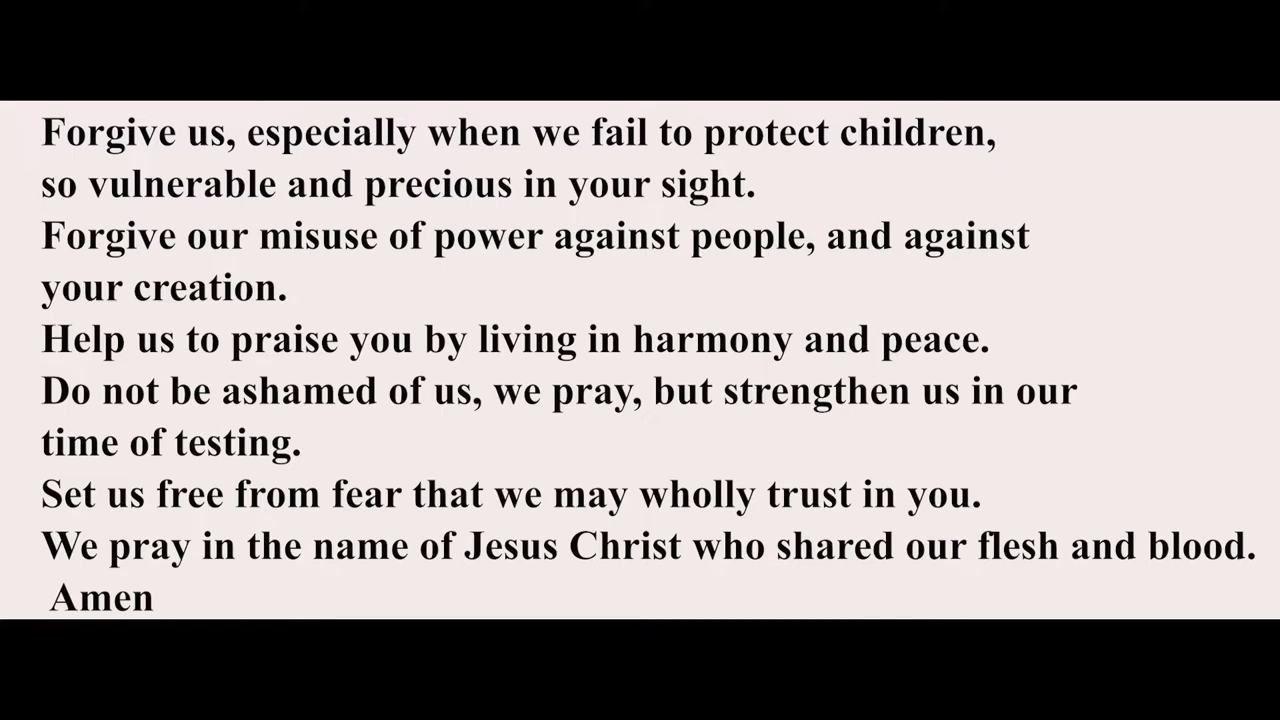 Forgive us, especially when we fail to protect children,
so vulnerable and precious in your sight.
Forgive our misuse of power against people, and against
your creation.
Help us to praise you by living in harmony and peace.
Do not be ashamed of us, we pray, but strengthen us in our
time of testing.
Set us free from fear that we may wholly trust in you.
We pray in the name of Jesus Christ who shared our flesh and blood.
Amen